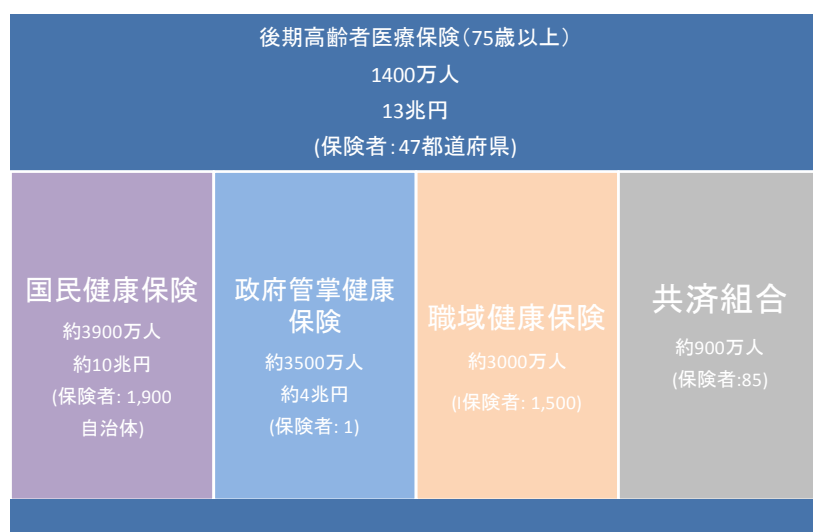 後期高齢者医療保険(75歳以上)
1400万人
13兆円
(保険者:47都道府県)
国民健康保険
約3900万人
約10兆円
(保険者: 1,900
自治体)
政府管掌健康
保険
約3500万人
約4兆円
(保険者: 1)
職域健康保険
約3000万人
(I保険者: 1,500)
共済組合
約900万人
(保険者:85)